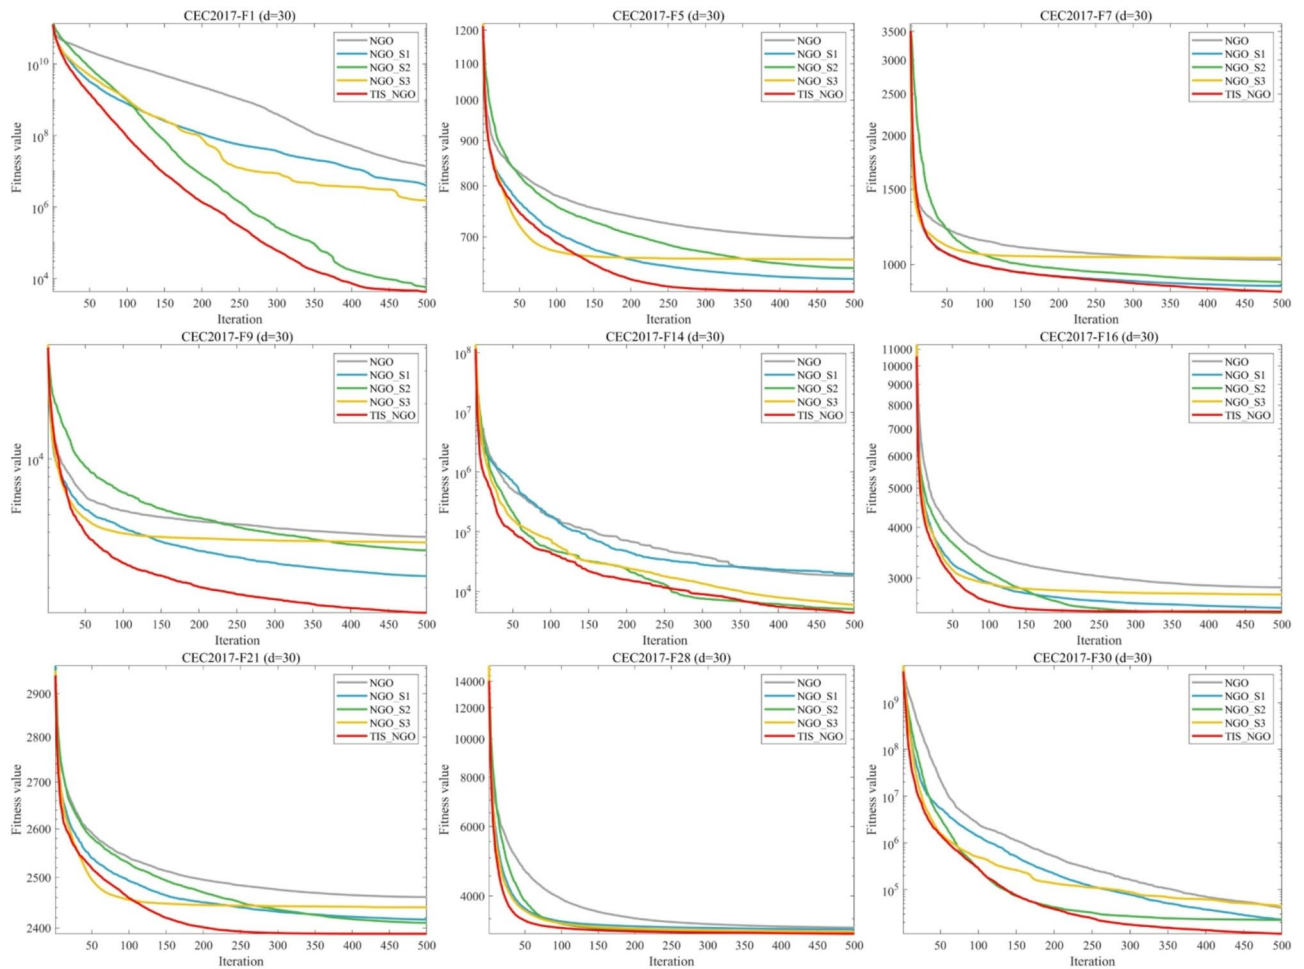 CEC2017-F1 (d=30)
Fitness value
10^10
10^8
10^6
10^4
50 100 150 200 250 300 350 400 450 500
Iteration
NGO
NGO_S1
NGO_S2
NGO_S3
TIS_NGO
CEC2017-F5 (d=30)
Fitness value
1200
1100
1000
900
800
700
50 100 150 200 250 300 350 400 450 500
Iteration
NGO
NGO_S1
NGO_S2
NGO_S3
TIS_NGO
CEC2017-F7 (d=30)
Fitness value
3500
3000
2500
2000
1500
1000
50 100 150 200 250 300 350 400 450 500
Iteration
NGO
NGO_S1
NGO_S2
NGO_S3
TIS_NGO
CEC2017-F9 (d=30)
Fitness value
10^4
50 100 150 200 250 300 350 400 450 500
Iteration
NGO
NGO_S1
NGO_S2
NGO_S3
TIS_NGO
CEC2017-F14 (d=30)
Fitness value
10^8
10^7
10^6
10^5
10^4
50 100 150 200 250 300 350 400 450 500
Iteration
NGO
NGO_S1
NGO_S2
NGO_S3
TIS_NGO
CEC2017-F16 (d=30)
Fitness value
11000
10000
9000
8000
7000
6000
5000
4000
3000
50 100 150 200 250 300 350 400 450 500
Iteration
NGO
NGO_S1
NGO_S2
NGO_S3
TIS_NGO
CEC2017-F21 (d=30)
Fitness value
2900
2800
2700
2600
2500
2400
50 100 150 200 250 300 350 400 450 500
Iteration
NGO
NGO_S1
NGO_S2
NGO_S3
TIS_NGO
CEC2017-F28 (d=30)
Fitness value
14000
12000
10000
8000
6000
4000
50 100 150 200 250 300 350 400 450 500
Iteration
NGO
NGO_S1
NGO_S2
NGO_S3
TIS_NGO
CEC2017-F30 (d=30)
Fitness value
10^9
10^8
10^7
10^6
10^5
50 100 150 200 250 300 350 400 450 500
Iteration
NGO
NGO_S1
NGO_S2
NGO_S3
TIS_NGO